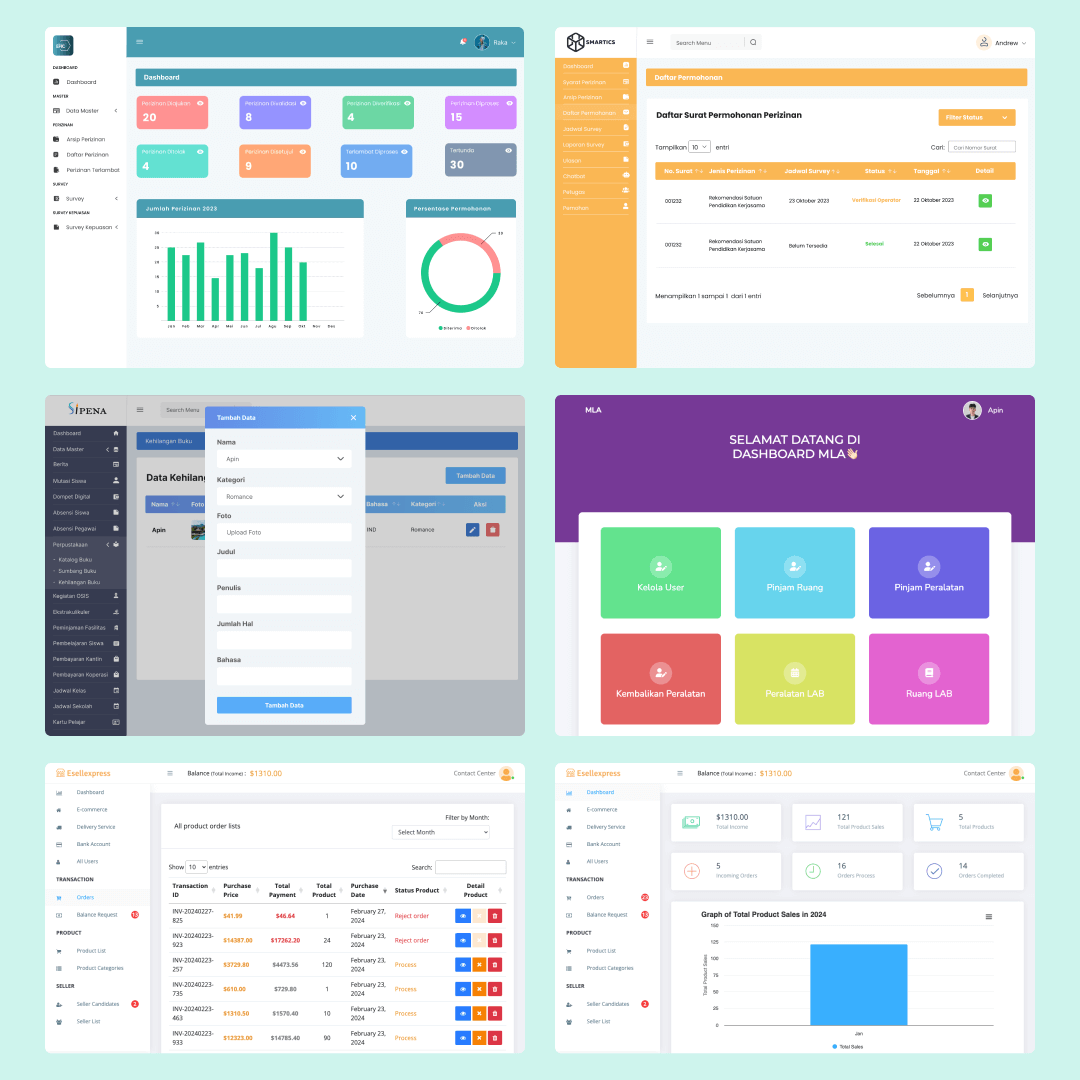 EPIC
Raka
DASHBOARD
Dashboard
MASTER
Data Master
PERIZINAN
Arsip Perizinan
Daftar Perizinan
Perizinan Terlambat
SURVEY
Survey
SURVEY KEPUASAN
Survey Kepuasan
Dashboard
Perizinan Diajukan
20
Perizinan Divalidasi
8
Perizinan Diverifikasi
4
Perizinan Diproses
15
Perizinan Ditolak
4
Perizinan Disetujui
9
Terlambat Diproses
10
Tertunda
30
Jumlah Perizinan 2023
30
25
20
15
10
5
Jan Feb Mar Apr Mei Jun Jul Agu Sep Okt Nov Des
Persentase Permohonan
30
70
Diterima Ditolak
SMARTICS
Search Menu
Andrew
Dashboard
Syarat Perizinan
Arsip Perizinan
Daftar Permohonan
Jadwal Survey
Laporan Survey
Ulasan
Chatbot
Petugas
Pemohon
Daftar Permohonan
Daftar Surat Permohonan Perizinan
Filter Status
Tampilkan 10 entri
Cari: Cari Nomor Surat
No. Surat Jenis Perizinan Jadwal Survey Status Tanggal Detail
001232 Rekomendasi Satuan Pendidikan Kerjasama 23 Oktober 2023 Verifikasi Operator 22 Oktober 2023
001232 Rekomendasi Satuan Pendidikan Kerjasama Belum Tersedia Selesai 22 Oktober 2023
Menampilkan 1 sampai 1 dari 1 entri
Sebelumnya 1 Selanjutnya
SIPENA
Search Menu
Dashboard
Data Master
Berita
Mutasi Siswa
Dompet Digital
Absensi Siswa
Absensi Pegawai
Perpustakaan
- Katalog Buku
- Sumbang Buku
- Kehilangan Buku
Kegiatan OSIS
Ekstrakulikuler
Peminjaman Fasilitas
Pembelajaran Siswa
Pembayaran Kantin
Pembayaran Koperasi
Jadwal Kelas
Jadwal Sekolah
Kartu Pelajar
Kehilangan Buku
Data Kehilang
Tambah Data
Nama Foto Bahasa Kategori Aksi
Apin IND Romance
Tambah Data
Nama
Apin
Kategori
Romance
Foto
Upload Foto
Judul
Penulis
Jumlah Hal
Bahasa
Tambah Data
MLA
Apin
SELAMAT DATANG DI
DASHBOARD MLA👋🏻
Kelola User
Pinjam Ruang
Pinjam Peralatan
Kembalikan Peralatan
Peralatan LAB
Ruang LAB
Esellexpress
Balance (Total Income) : $1310.00
Contact Center
Dashboard
E-commerce
Delivery Service
Bank Account
All Users
TRANSACTION
Orders
Balance Request
PRODUCT
Product List
Product Categories
SELLER
Seller Candidates
Seller List
All product order lists
Filter by Month:
Select Month
Show 10 entries
Search:
Transaction ID Purchase Price Total Payment Total Product Purchase Date Status Product Detail Product
INV-20240227-825 $41.99 $46.64 1 February 27, 2024 Reject order
INV-20240223-923 $14387.00 $17262.20 24 February 23, 2024 Reject order
INV-20240223-257 $3729.80 $4473.56 120 February 23, 2024 Process
INV-20240223-735 $610.00 $729.80 1 February 23, 2024 Process
INV-20240223-463 $1310.50 $1570.40 10 February 23, 2024 Process
INV-20240223-933 $12323.00 $14785.40 90 February 23, 2024 Process
Esellexpress
Balance (Total Income) : $1310.00
Contact Center
Dashboard
E-commerce
Delivery Service
Bank Account
All Users
TRANSACTION
Orders
Balance Request
PRODUCT
Product List
Product Categories
SELLER
Seller Candidates
Seller List
$1310.00
Total Income
121
Total Product Sales
5
Total Products
5
Incoming Orders
16
Orders Process
14
Orders Completed
Graph of Total Product Sales in 2024
Total Product Sales
150
125
100
75
50
25
0
Jan
Total Sales